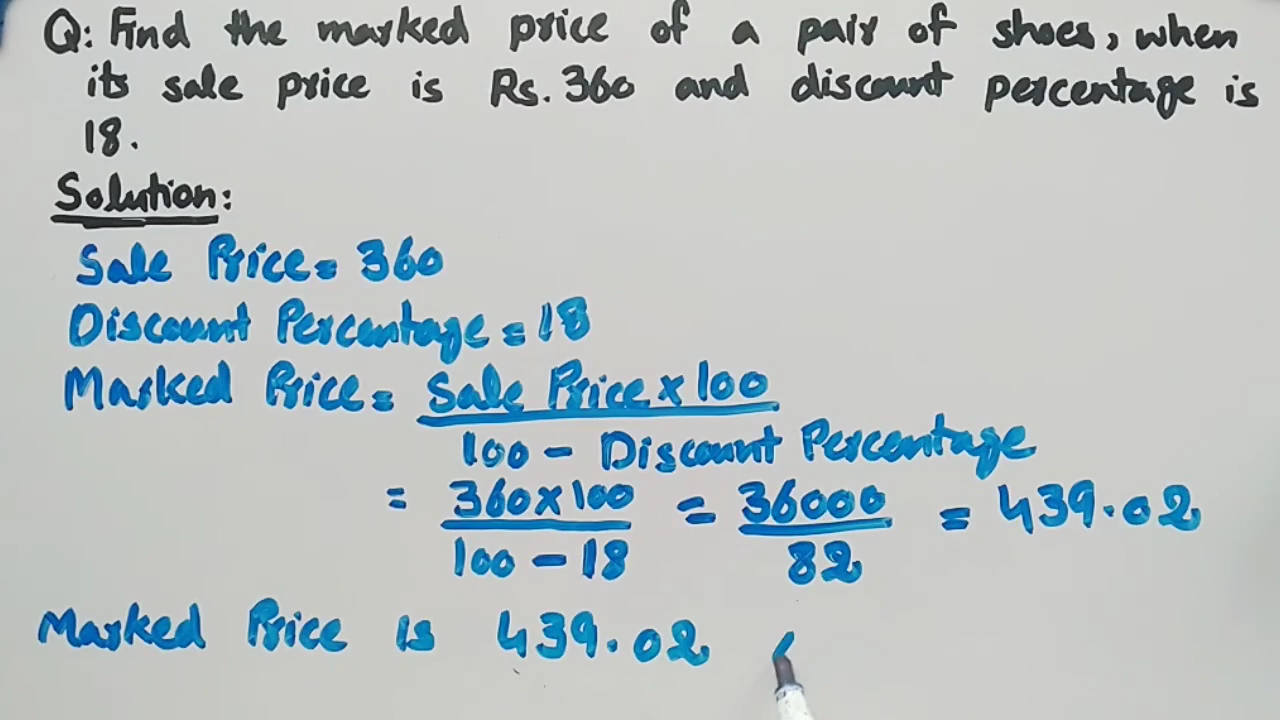 Q: Find the marked price of a pair of shoes, when
its sale price is Rs. 360 and discount percentage is
18.
Solution:
Sale Price = 360
Discount Percentage = 18
Marked Price = Sale Price x 100
100 - Discount Percentage
= 360 x 100 = 36000 = 439.02
100 - 18 82
Marked Price is 439.02